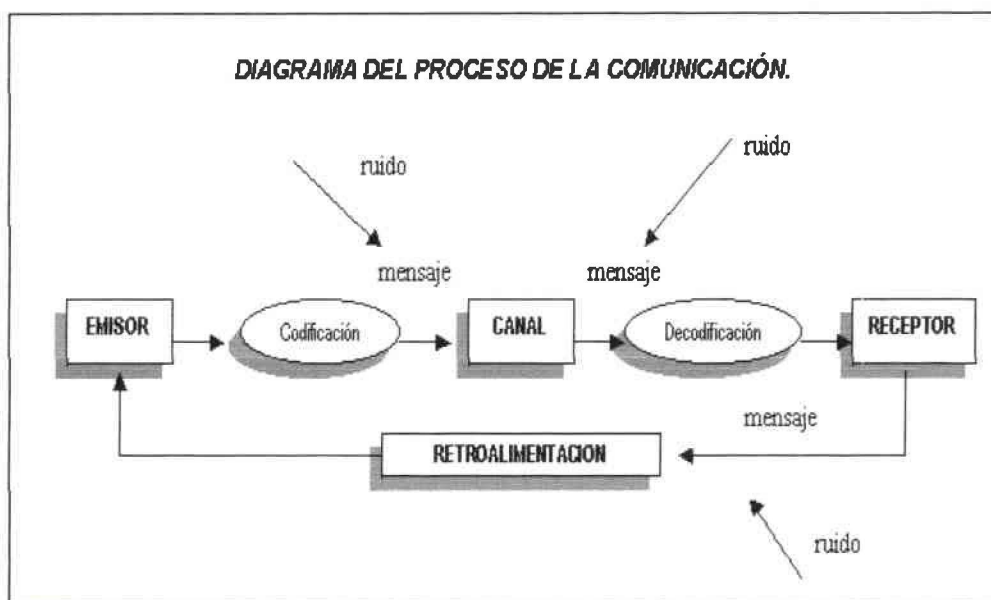 DIAGRAMA DEL PROCESO DE LA COMUNICACIÓN.
ruido
ruido
mensaje
mensaje
EMISOR
Codificación
CANAL
Decodificación
RECEPTOR
mensaje
RETROALIMENTACION
ruido